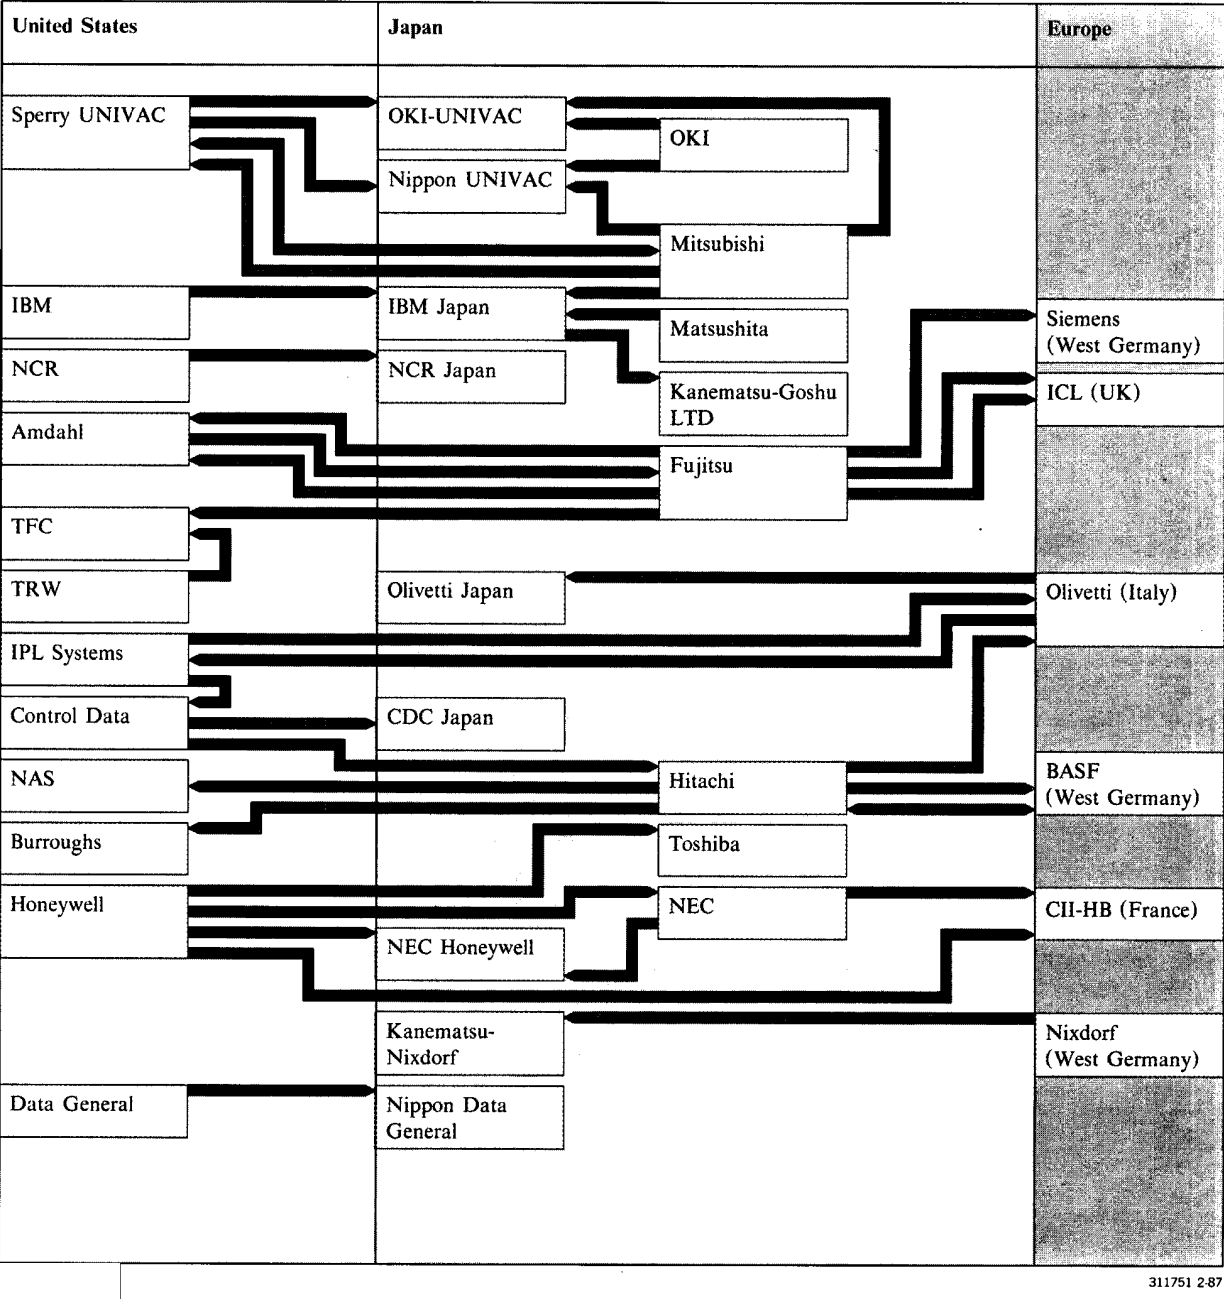 United States
Japan
Europe
Sperry UNIVAC
OKI-UNIVAC
OKI
Nippon UNIVAC
Mitsubishi
IBM
IBM Japan
Matsushita
Siemens
(West Germany)
NCR
NCR Japan
Kanematsu-Goshu
LTD
ICL (UK)
Amdahl
Fujitsu
TFC
TRW
Olivetti Japan
Olivetti (Italy)
IPL Systems
Control Data
CDC Japan
NAS
Hitachi
BASF
(West Germany)
Burroughs
Toshiba
Honeywell
NEC
CII-HB (France)
NEC Honeywell
Kanematsu-
Nixdorf
Nixdorf
(West Germany)
Data General
Nippon Data
General
311751 2-87